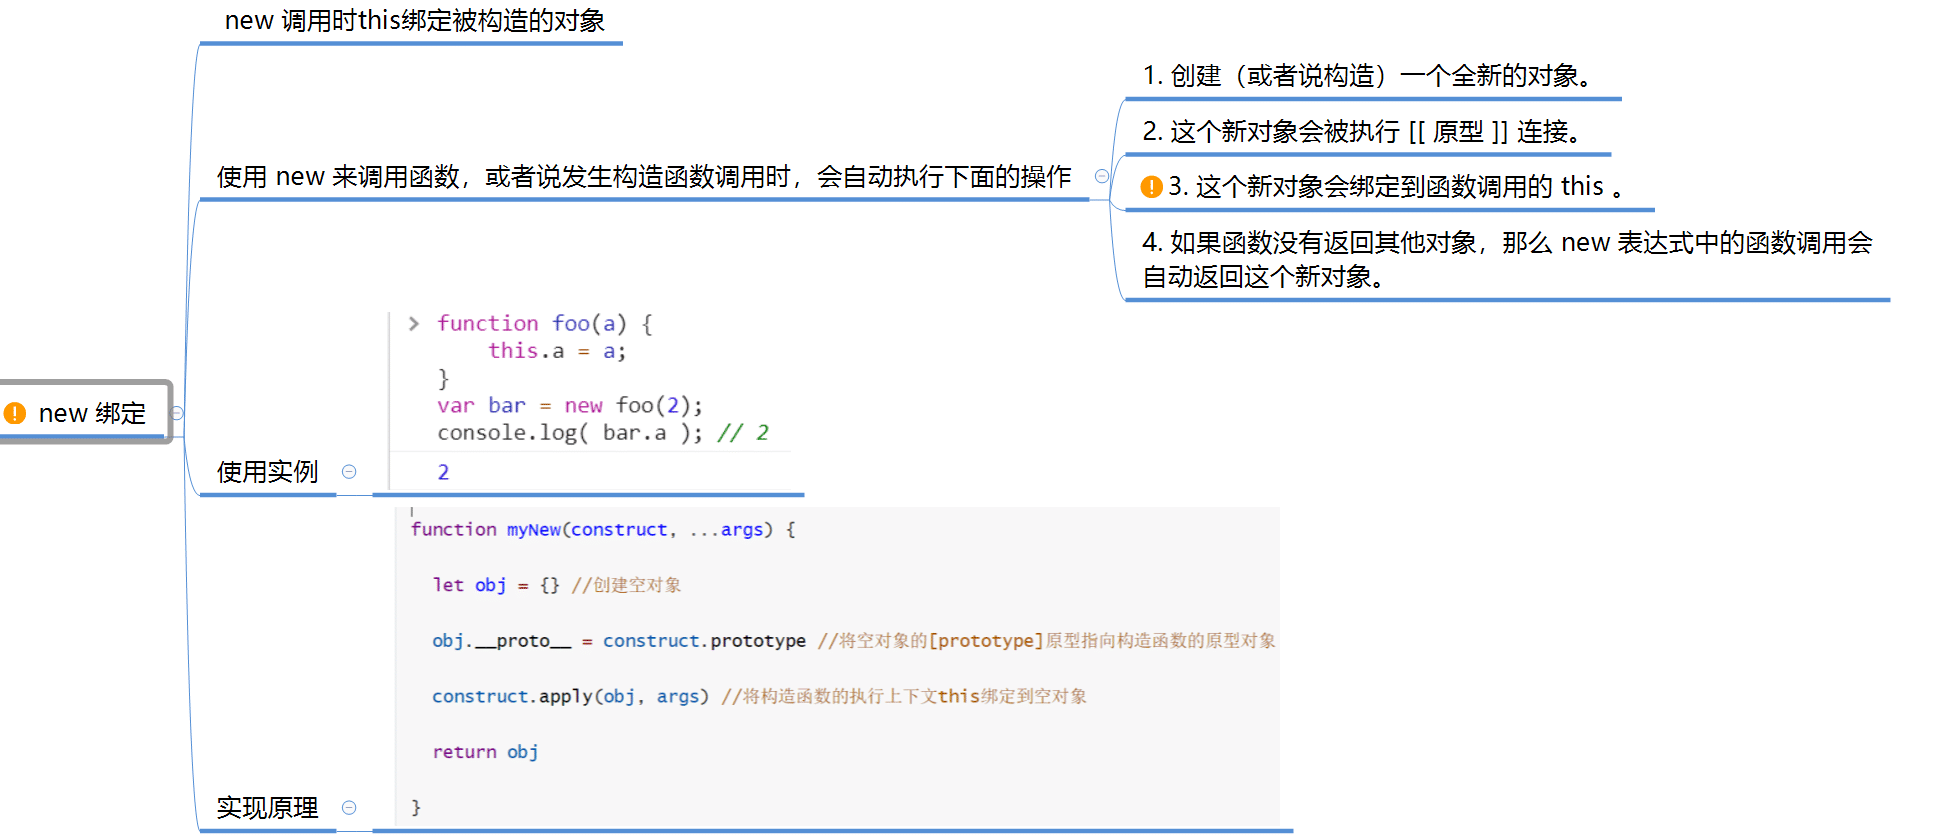 new 调用时this绑定被构造的对象
使用 new 来调用函数，或者说发生构造函数调用时，会自动执行下面的操作
1. 创建（或者说构造）一个全新的对象。
2. 这个新对象会被执行 [[ 原型 ]] 连接。
3. 这个新对象会绑定到函数调用的 this 。
4. 如果函数没有返回其他对象，那么 new 表达式中的函数调用会
自动返回这个新对象。
new 绑定
使用实例
function foo(a) {
    this.a = a;
}
var bar = new foo(2);
console.log( bar.a ); // 2
2
实现原理
function myNew(construct, ...args) {
  let obj = {} //创建空对象
  obj.__proto__ = construct.prototype //将空对象的[prototype]原型指向构造函数的原型对象
  construct.apply(obj, args) //将构造函数的执行上下文this绑定到空对象
  return obj
}